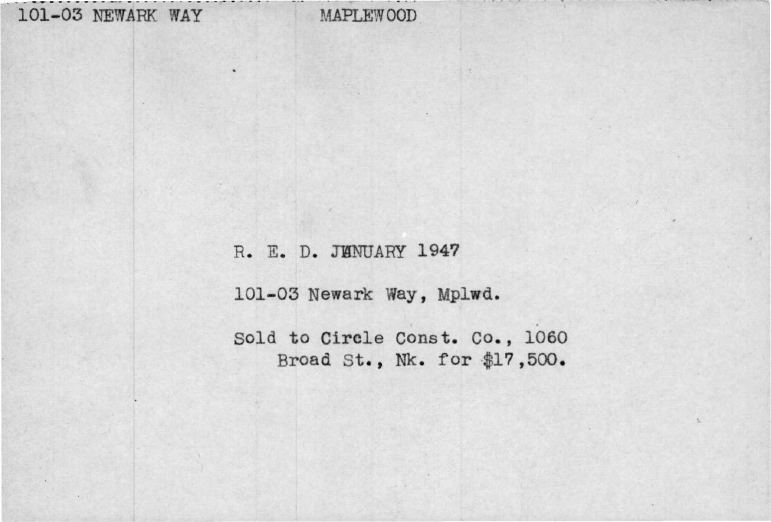 101-03 NEWARK WAY MAPLEWOOD
R. E. D. JANUARY 1947
101-03 Newark Way, Mplwd.
Sold to Circle Const. Co., 1060
Broad St., Nk. for $17,500.